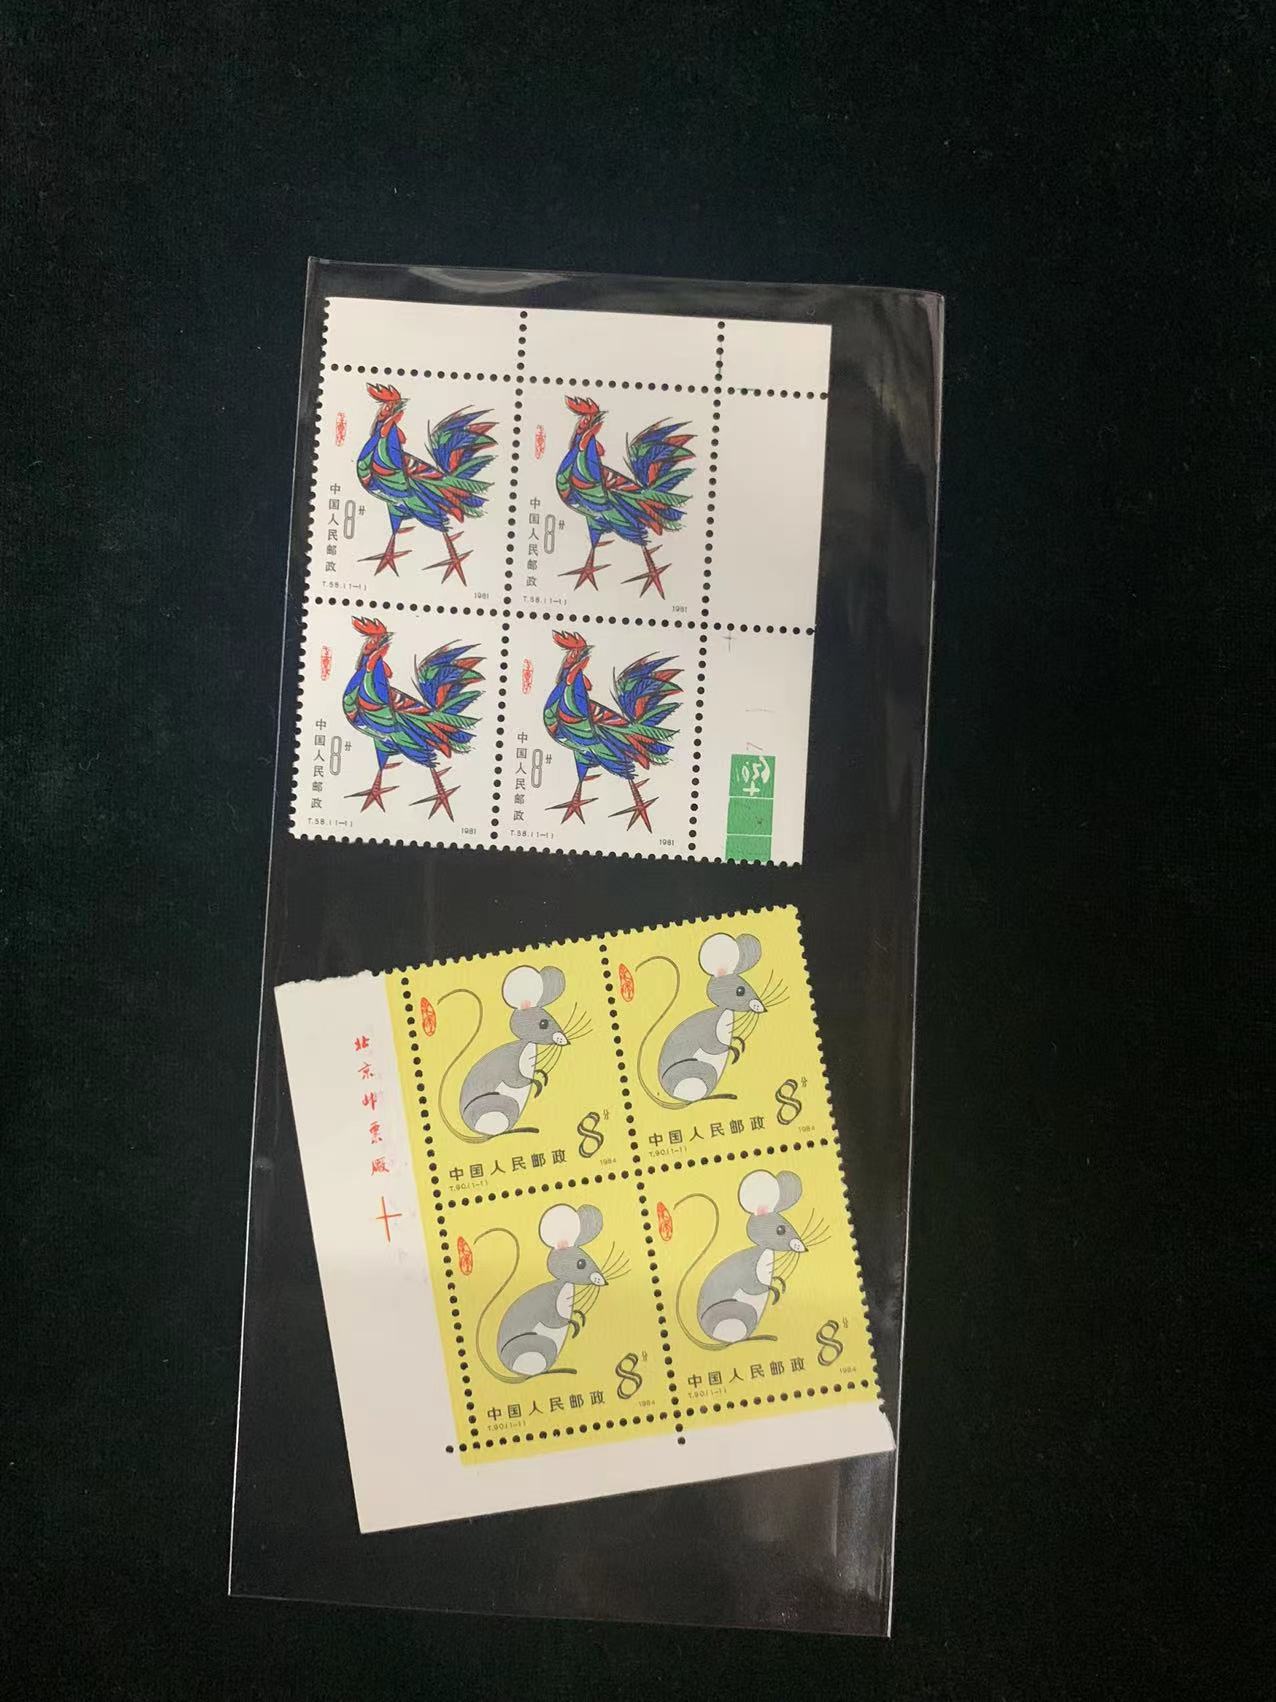 中国人民邮政
8分
T.58.(1-1)
1981
中国人民邮政
8分
T.58.(1-1)
1981
中国人民邮政
8分
T.58.(1-1)
1981
中国人民邮政
8分
T.58.(1-1)
1981
北京邮票厂
8分
中国人民邮政
T.90.(1-1)
1984
8分
中国人民邮政
T.90.(1-1)
1984
8分
中国人民邮政
T.90.(1-1)
1984
8分
中国人民邮政
T.90.(1-1)
1984